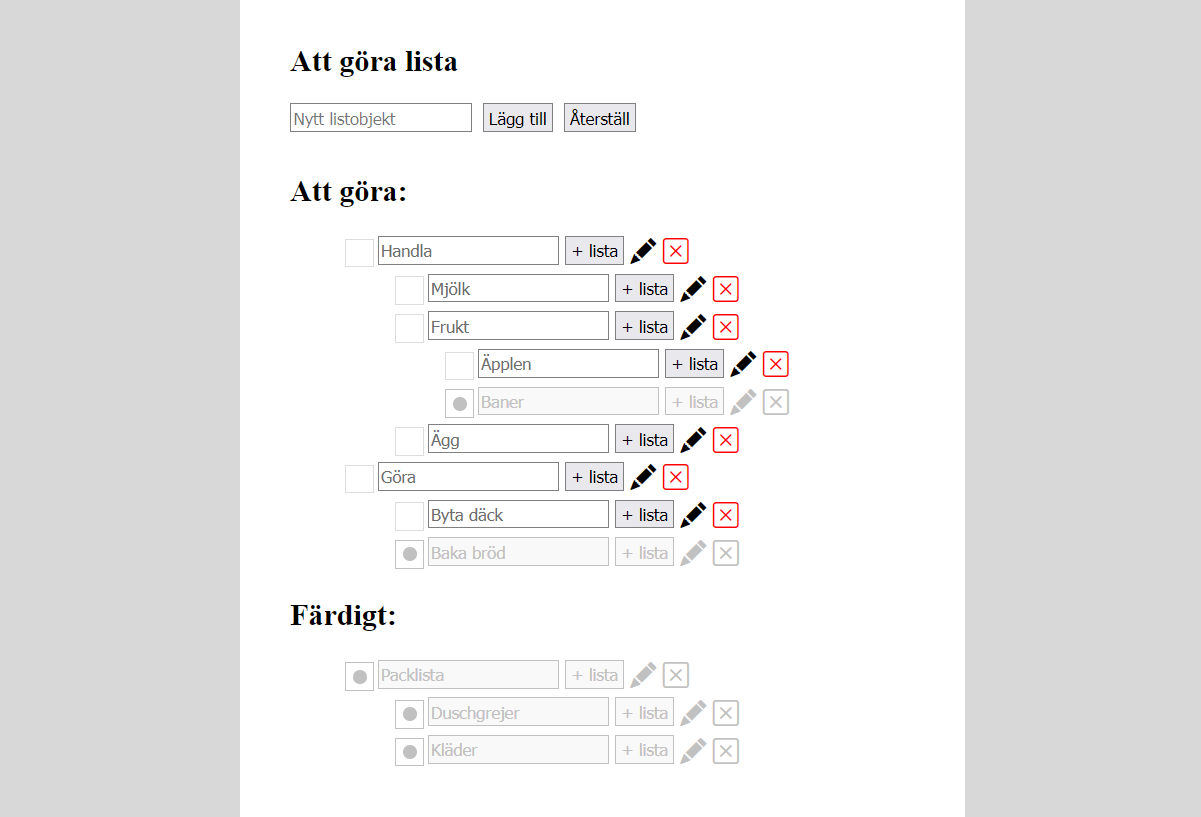 Att göra lista
Nytt listobjekt Lägg till Återställ
Att göra:
Handla + lista
Mjölk + lista
Frukt + lista
Äpplen + lista
Baner + lista
Ägg + lista
Göra + lista
Byta däck + lista
Baka bröd + lista
Färdigt:
Packlista + lista
Duschgrejer + lista
Kläder + lista